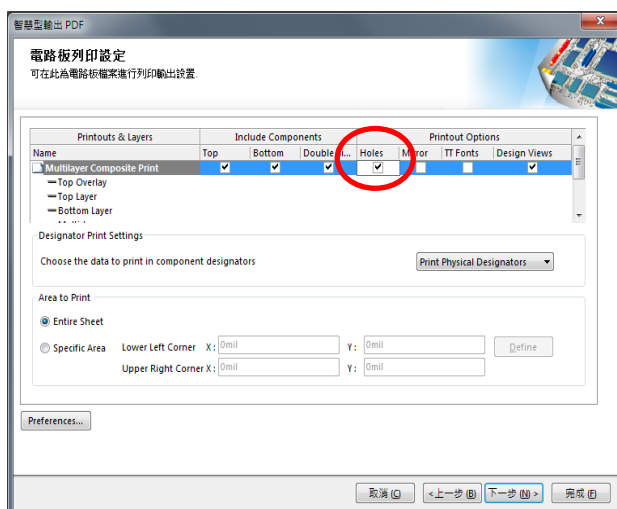 智慧型輸出 PDF
電路板列印設定
可在此為電路板檔案進行列印輸出設置.
Printouts & Layers Include Components Printout Options
Name Top Bottom Double Holes Mirror TT Fonts Design Views
Multilayer Composite Print
Top Overlay
Top Layer
Bottom Layer
Designator Print Settings
Choose the data to print in component designators Print Physical Designators
Area to Print
Entire Sheet
Specific Area Lower Left Corner X : 0mil Y : 0mil Define
Upper Right Corner X : 0mil Y : 0mil
Preferences...
取消(C) <上一步(B) 下一步(N)> 完成(F)